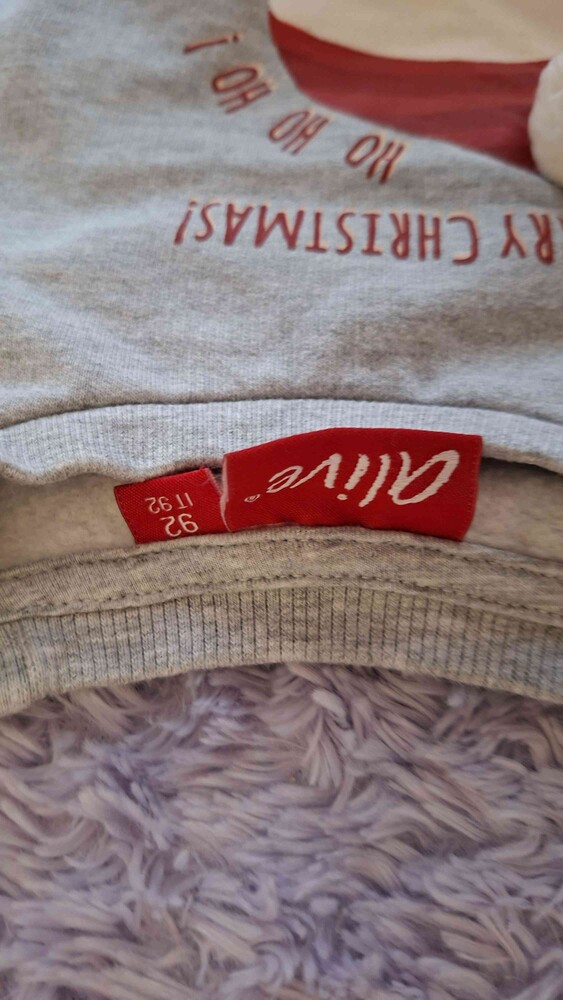 RY CHRISTMAS!
HO HO HO !
alive®
92
IT 92